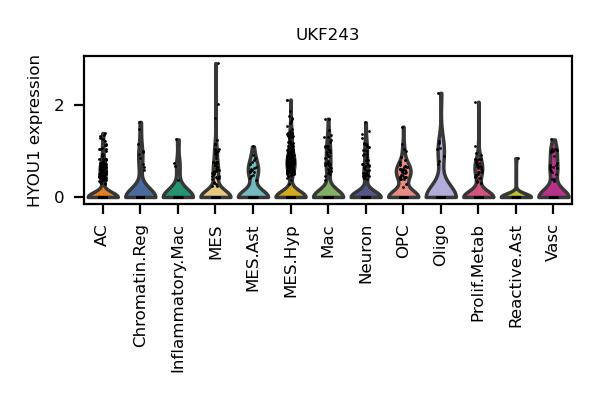 UKF243
HYOU1 expression
2
0
AC
Chromatin.Reg
Inflammatory.Mac
MES
MES.Ast
MES.Hyp
Mac
Neuron
OPC
Oligo
Prolif.Metab
Reactive.Ast
Vasc